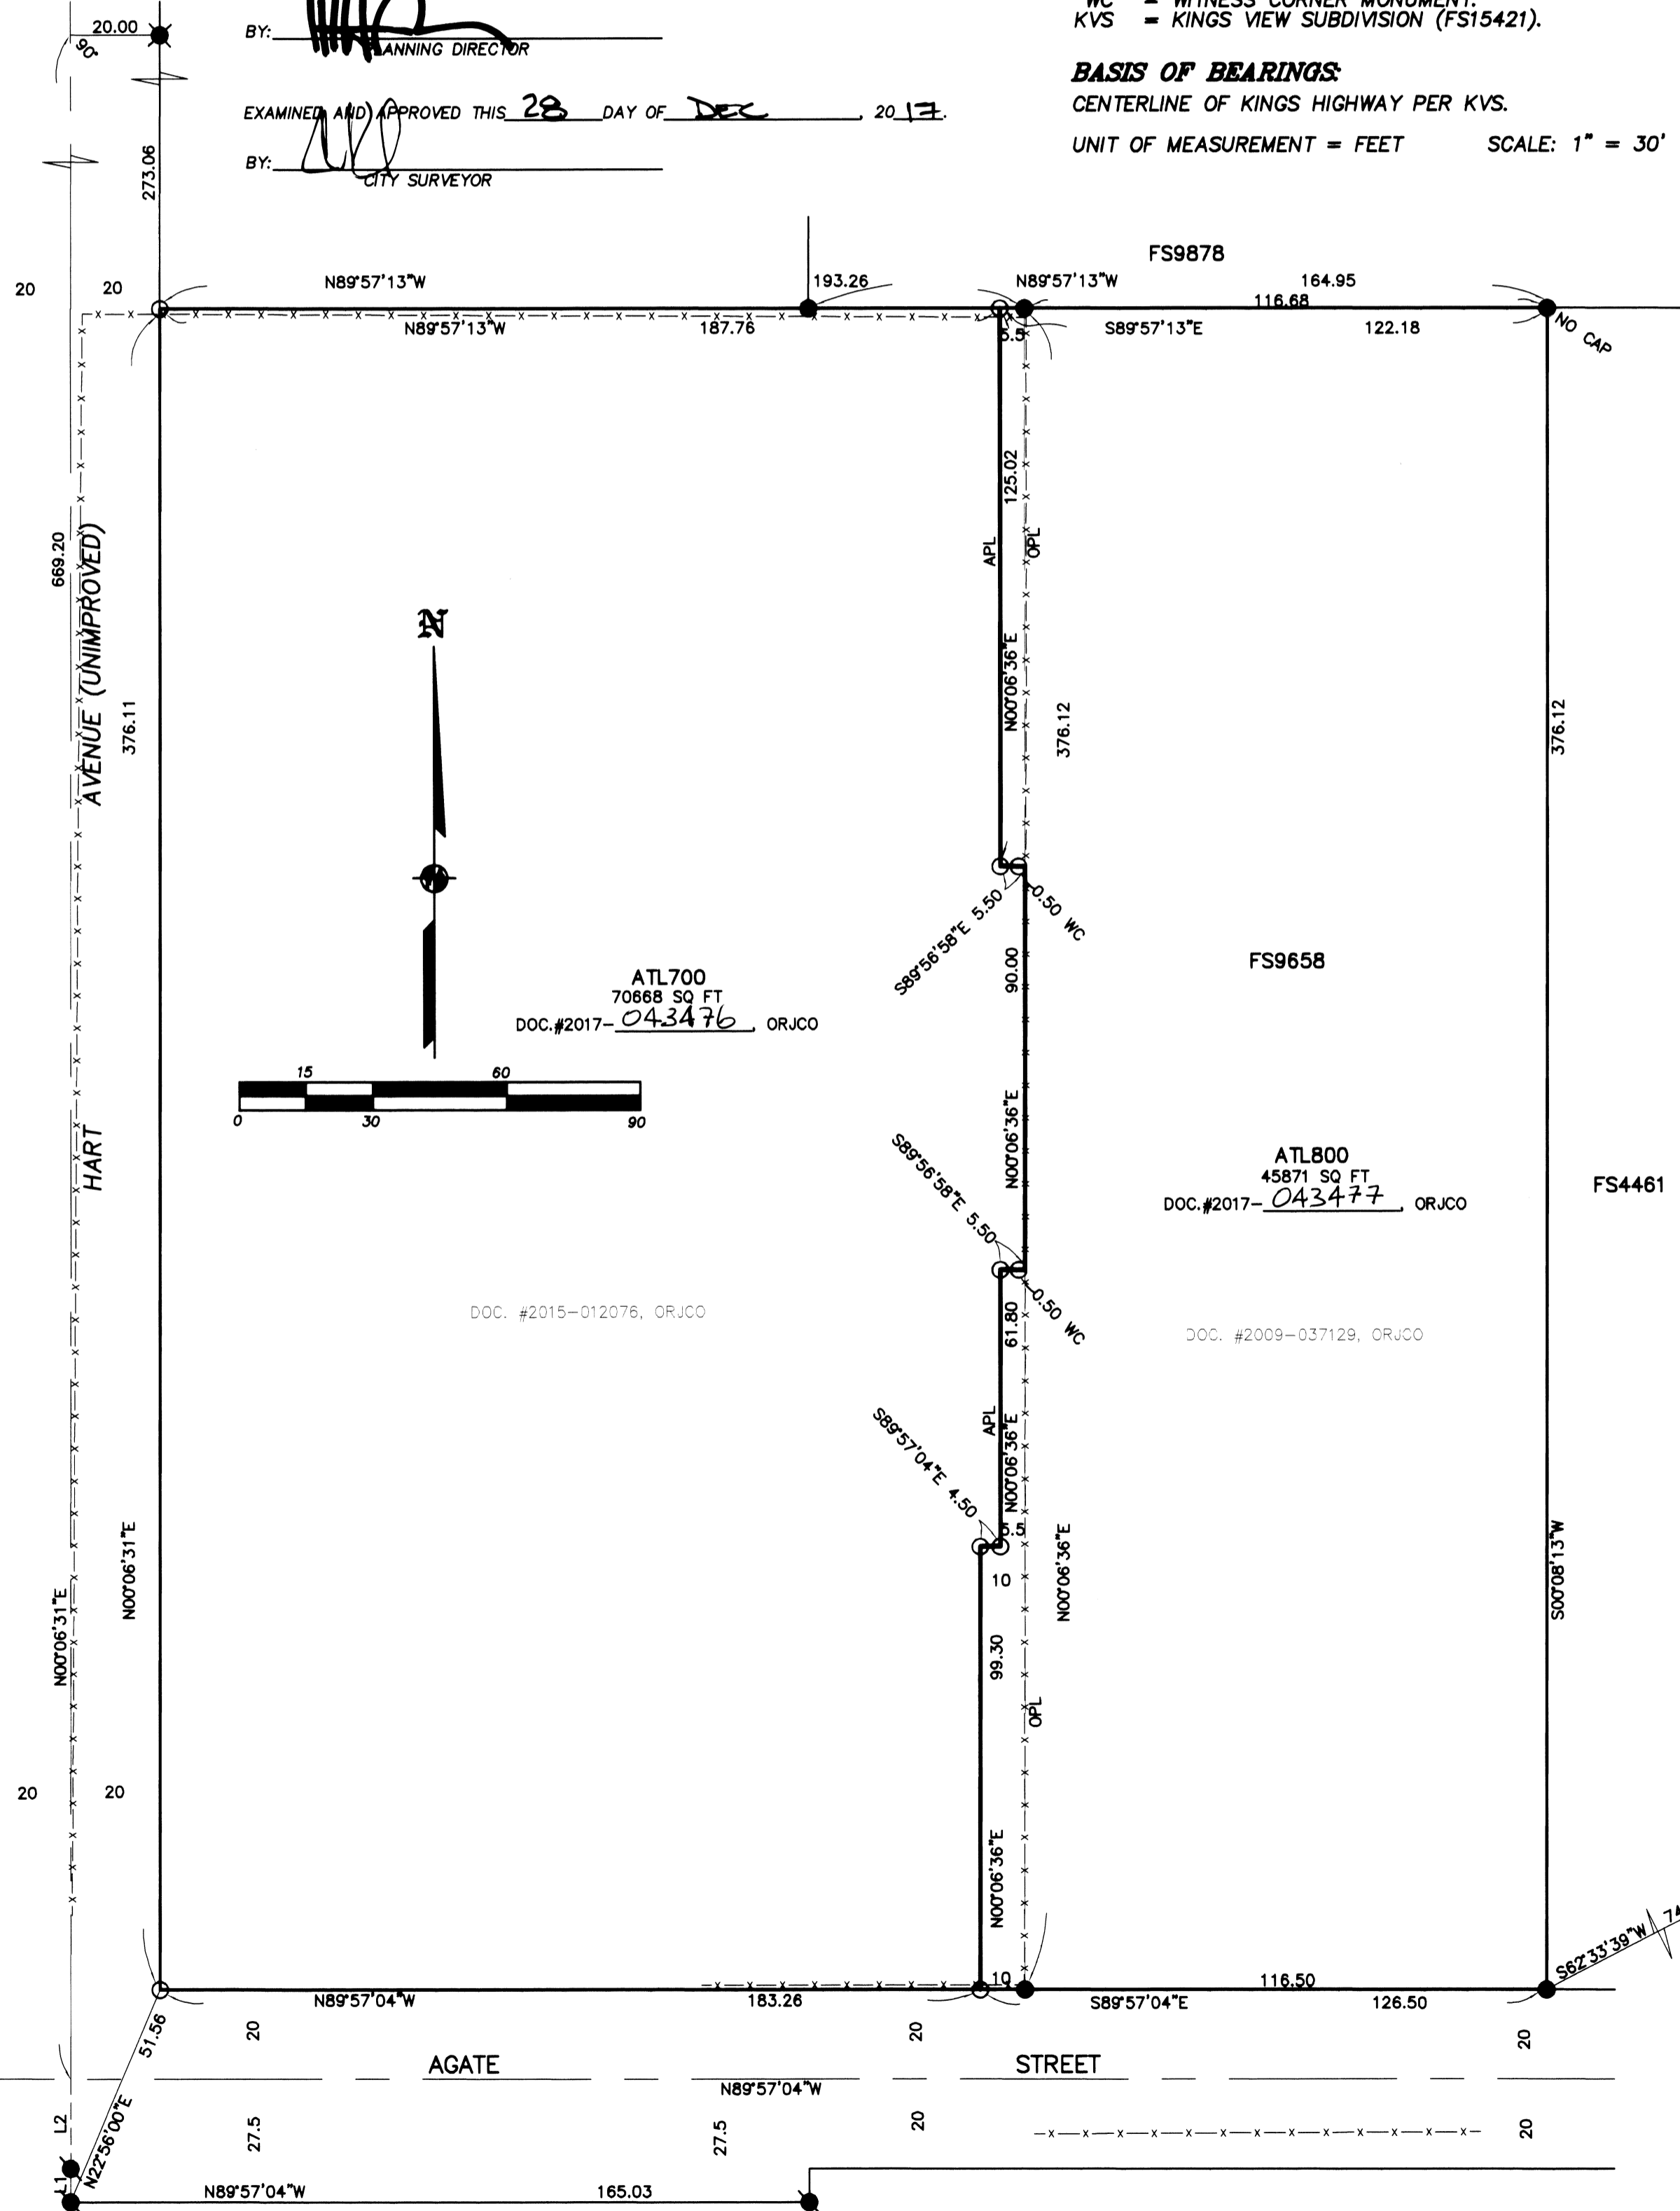 WC = WITNESS CORNER MONUMENT.
KVS = KINGS VIEW SUBDIVISION (FS15421).
20.00
90°
BY:
ANNING DIRECTOR
BASIS OF BEARINGS:
CENTERLINE OF KINGS HIGHWAY PER KVS.
EXAMINED AND APPROVED THIS 28 DAY OF DEC, 2017.
UNIT OF MEASUREMENT = FEET SCALE: 1" = 30'
BY:
CITY SURVEYOR
273.06
FS9878
20 20
N89°57'13"W 193.26 N89°57'13"W 164.95
116.68
N89°57'13"W 187.76 5.5 S89°57'13"E 122.18
NO CAP
125.02
APL OPL
669.20
AVENUE (UNIMPROVED)
N
N00°06'36"E
376.11
376.12
376.12
S89°56'58"E 5.50
0.50 WC
90.00
FS9658
ATL700
70668 SQ FT
DOC.#2017-043476, ORJCO
15 60
0 30 90
N00°06'36"E
HART
S89°56'58"E 5.50
ATL800
45871 SQ FT
DOC.#2017-043477, ORJCO
FS4461
0.50 WC
61.80
DOC. #2015-012076, ORJCO
DOC. #2009-037129, ORJCO
APL
N00°06'36"E
S89°57'04"E 4.50
5.5
10
N00°06'31"E
N00°06'31"E
N00°06'36"E
S00°08'13"W
99.30
OPL
20 20
N00°06'36"E
S62°33'39"W 74
10
116.50
N89°57'04"W 183.26 S89°57'04"E 126.50
51.56
20 20 20
AGATE STREET
N89°57'04"W
L2
N22°56'00"E
27.5 27.5 20 20
L1
N89°57'04"W 165.03